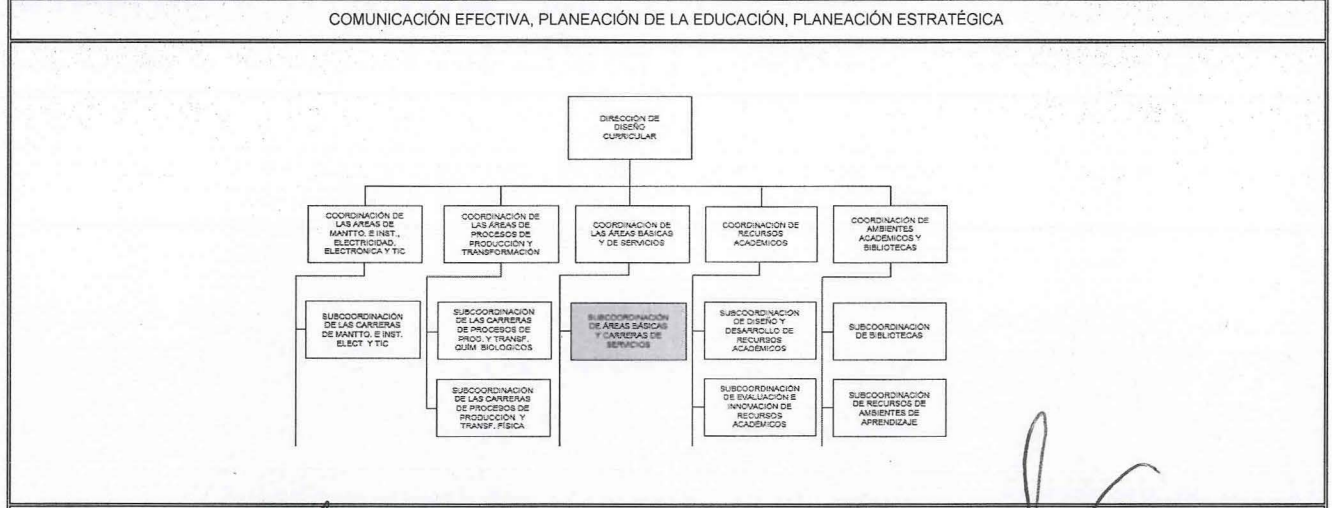 COMUNICACIÓN EFECTIVA, PLANEACIÓN DE LA EDUCACIÓN, PLANEACIÓN ESTRATÉGICA
DIRECCIÓN DE
DISEÑO
CURRICULAR
COORDINACIÓN DE
LAS AREAS DE
MANTTO. E INST.,
ELECTRICIDAD,
ELECTRÓNICA Y TIC
COORDINACIÓN DE
LAS ÁREAS DE
PROCESOS DE
PRODUCCIÓN Y
TRANSFORMACIÓN
COORDINACIÓN DE
LAS ÁREAS BÁSICAS
Y DE SERVICIOS
COORDINACIÓN DE
RECURSOS
ACADÉMICOS
COORDINACIÓN DE
AMBIENTES
ACADÉMICOS Y
BIBLIOTECAS
SUBCOORDINACIÓN
DE LAS CARRERAS
DE MANTTO. E INST.
ELECT. Y TIC
SUBCOORDINACIÓN
DE LAS CARRERAS
DE PROCESOS DE
PROD. Y TRANSF.
QUÍM. BIOLÓGICOS
SUBCOORDINACIÓN
DE ÁREAS BÁSICAS
Y CARRERAS DE
SERVICIOS
SUBCOORDINACIÓN
DE DISEÑO Y
DESARROLLO DE
RECURSOS
ACADÉMICOS
SUBCOORDINACIÓN
DE BIBLIOTECAS
SUBCOORDINACIÓN
DE LAS CARRERAS
DE PROCESOS DE
PRODUCCIÓN Y
TRANSF. FÍSICA
SUBCOORDINACIÓN
DE EVALUACIÓN E
INNOVACIÓN DE
RECURSOS
ACADÉMICOS
SUBCOORDINACIÓN
DE RECURSOS DE
AMBIENTES DE
APRENDIZAJE